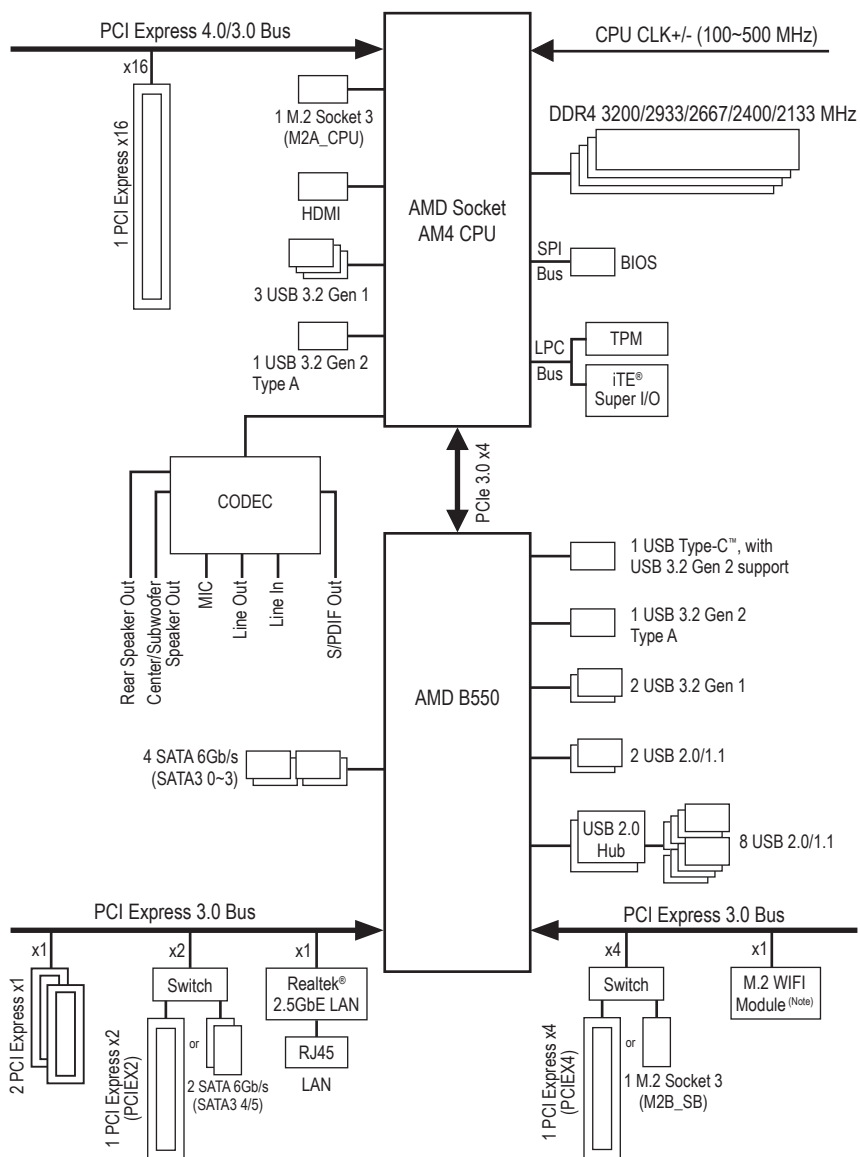 PCI Express 4.0/3.0 Bus
CPU CLK+/- (100~500 MHz)
x16
1 PCI Express x16
1 M.2 Socket 3
(M2A_CPU)
DDR4 3200/2933/2667/2400/2133 MHz
HDMI
AMD Socket
AM4 CPU
3 USB 3.2 Gen 1
SPI
Bus
BIOS
1 USB 3.2 Gen 2
Type A
LPC
Bus
TPM
iTE®
Super I/O
PCIe 3.0 x4
CODEC
Rear Speaker Out
Center/Subwoofer
Speaker Out
MIC
Line Out
Line In
S/PDIF Out
AMD B550
1 USB Type-C™, with
USB 3.2 Gen 2 support
1 USB 3.2 Gen 2
Type A
2 USB 3.2 Gen 1
4 SATA 6Gb/s
(SATA3 0~3)
2 USB 2.0/1.1
USB 2.0
Hub
8 USB 2.0/1.1
PCI Express 3.0 Bus
x1
x2
x1
2 PCI Express x1
Switch
1 PCI Express x2
(PCIEX2)
or
2 SATA 6Gb/s
(SATA3 4/5)
Realtek®
2.5GbE LAN
RJ45
LAN
PCI Express 3.0 Bus
x4
x1
Switch
1 PCI Express x4
(PCIEX4)
or
1 M.2 Socket 3
(M2B_SB)
M.2 WIFI
Module (Note)